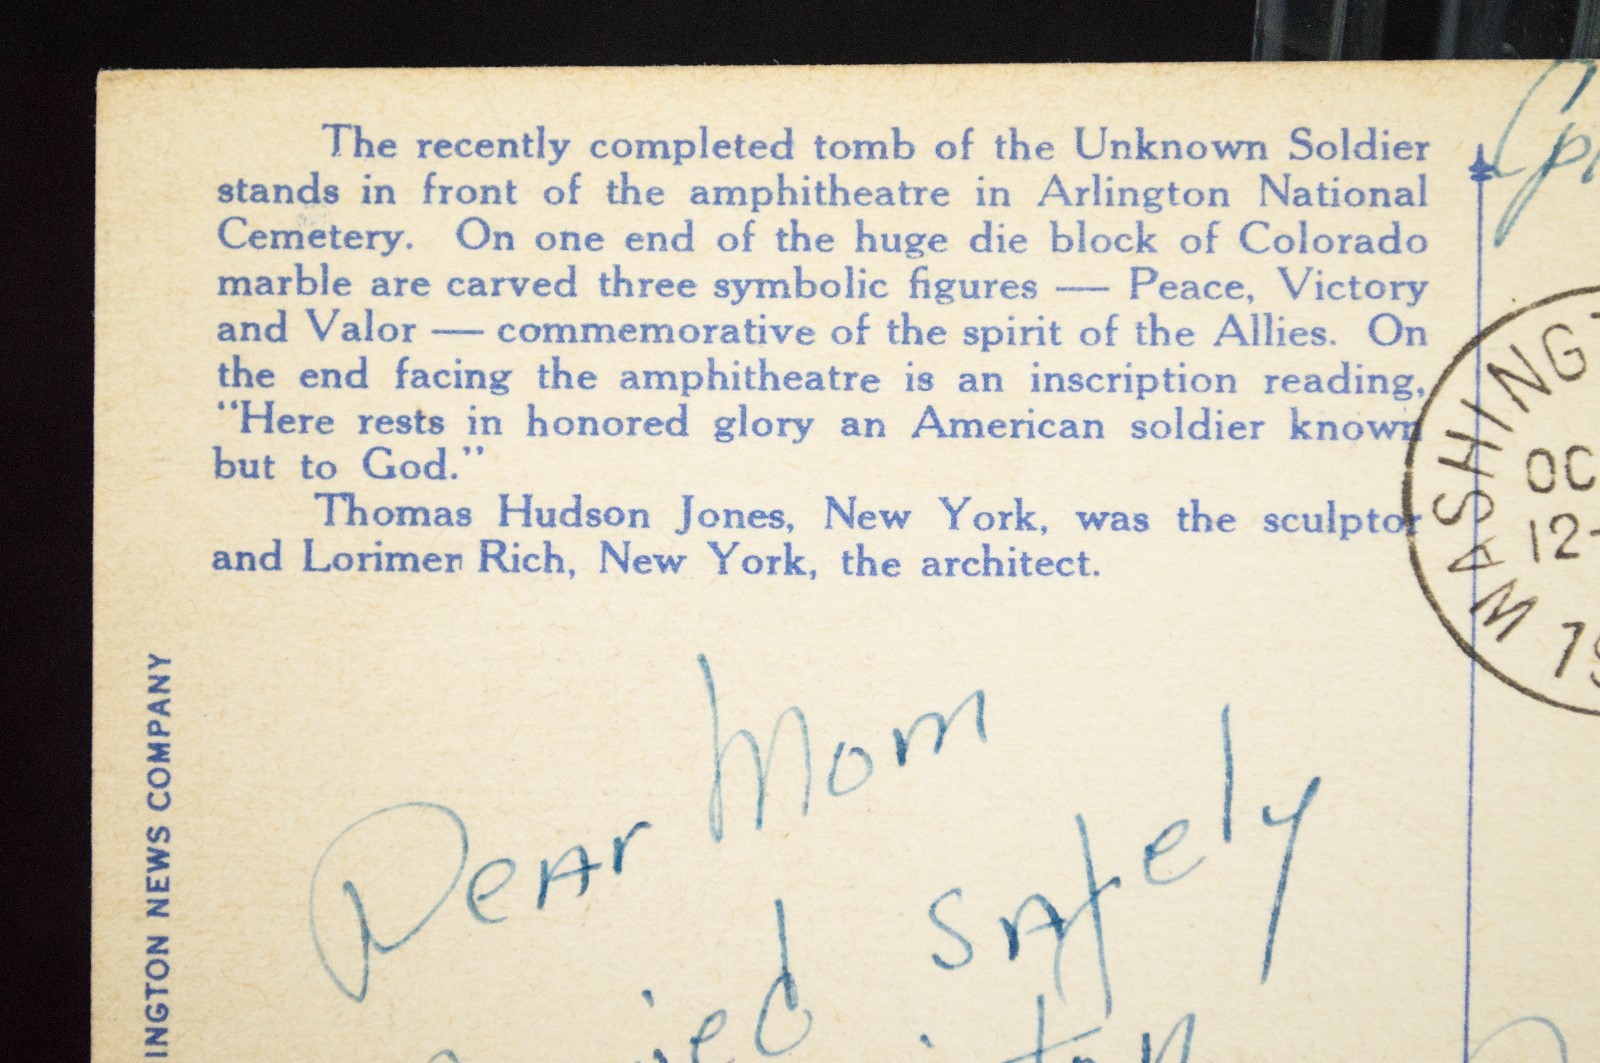 The recently completed tomb of the Unknown Soldier
stands in front of the amphitheatre in Arlington National
Cemetery. On one end of the huge die block of Colorado
marble are carved three symbolic figures — Peace, Victory
and Valor — commemorative of the spirit of the Allies. On
the end facing the amphitheatre is an inscription reading,
“Here rests in honored glory an American soldier known
but to God.”
Thomas Hudson Jones, New York, was the sculptor
and Lorimer Rich, New York, the architect.
INGTON NEWS COMPANY
Dear Mom
Safely
WASHINGT
OC
12-
19